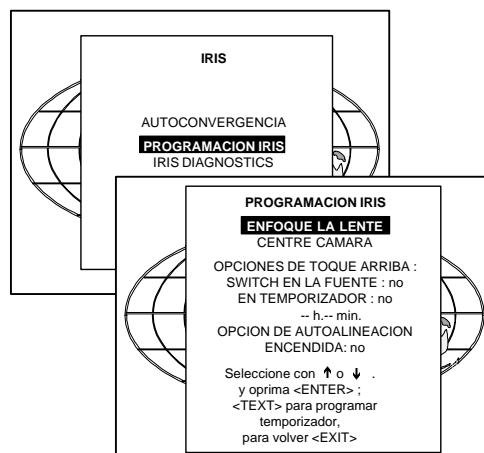 IRIS
AUTOCONVERGENCIA
PROGRAMACION IRIS
IRIS DIAGNOSTICS
PROGRAMACION IRIS
ENFOQUE LA LENTE
CENTRE CAMARA
OPCIONES DE TOQUE ARRIBA :
SWITCH EN LA FUENTE : no
EN TEMPORIZADOR : no
-- h.-- min.
OPCION DE AUTOALINEACION
ENCENDIDA: no
Seleccione con ↑ o ↓ .
y oprima <ENTER> ;
<TEXT> para programar
temporizador,
para volver <EXIT>